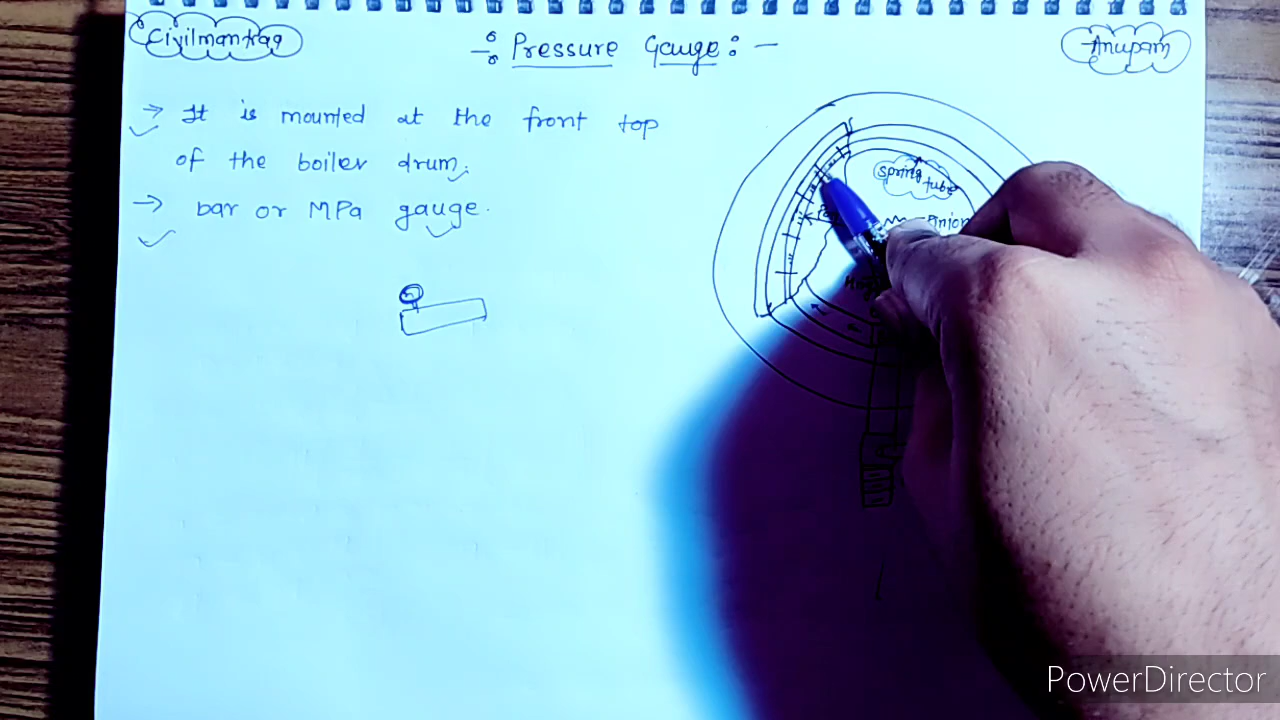 Civilmantraa
Pressure Gauge: -
Anupam
→ It is mounted at the front top
of the boiler drum.
→ bar or MPa gauge.
spring tube
Pinion
PowerDirector